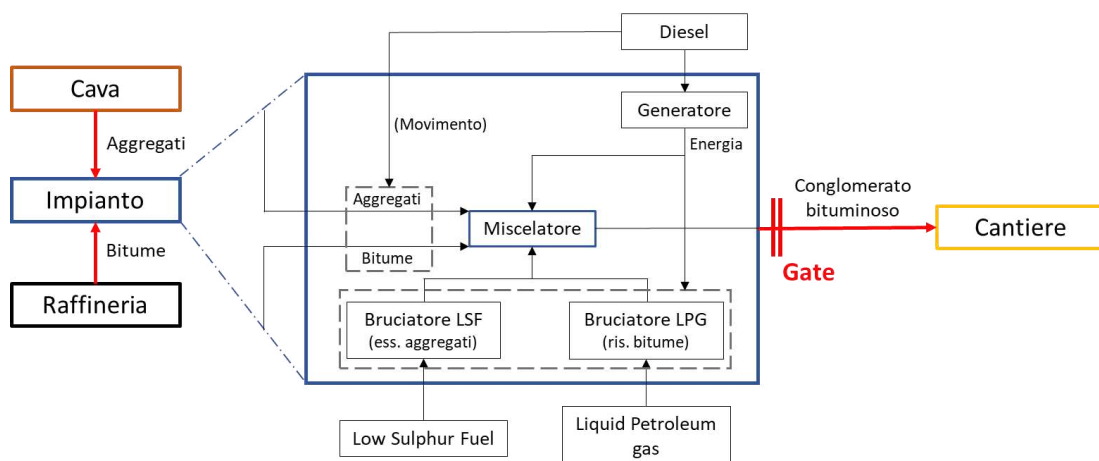 Diesel
Cava
Generatore
(Movimento)
Aggregati
Energia
Impianto
Aggregati
Conglomerato
bituminoso
Miscelatore
Cantiere
Bitume
Bitume
Gate
Raffineria
Bruciatore LSF
(ess. aggregati)
Bruciatore LPG
(ris. bitume)
Low Sulphur Fuel
Liquid Petroleum
gas